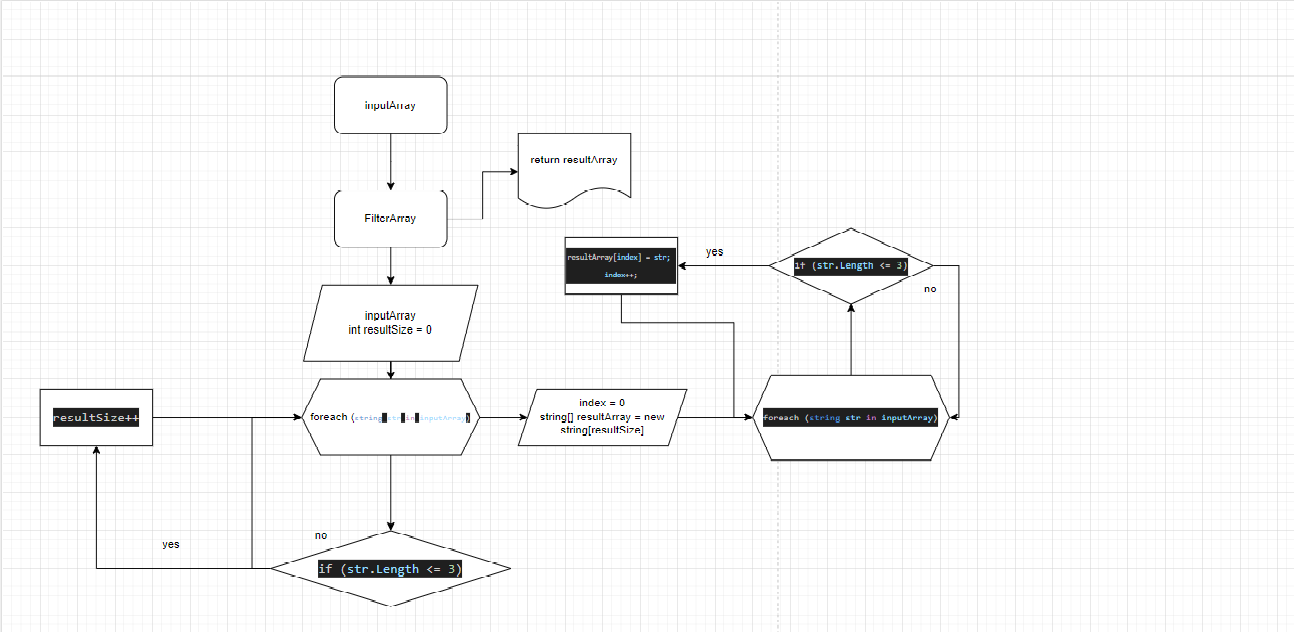 inputArray
return resultArray
FilterArray
resultArray[index] = str;
index++;
yes
if (str.Length <= 3)
no
inputArray
int resultSize = 0
resultSize++
foreach (string str in inputArray)
index = 0
string[] resultArray = new
string[resultSize]
foreach (string str in inputArray)
no
yes
if (str.Length <= 3)